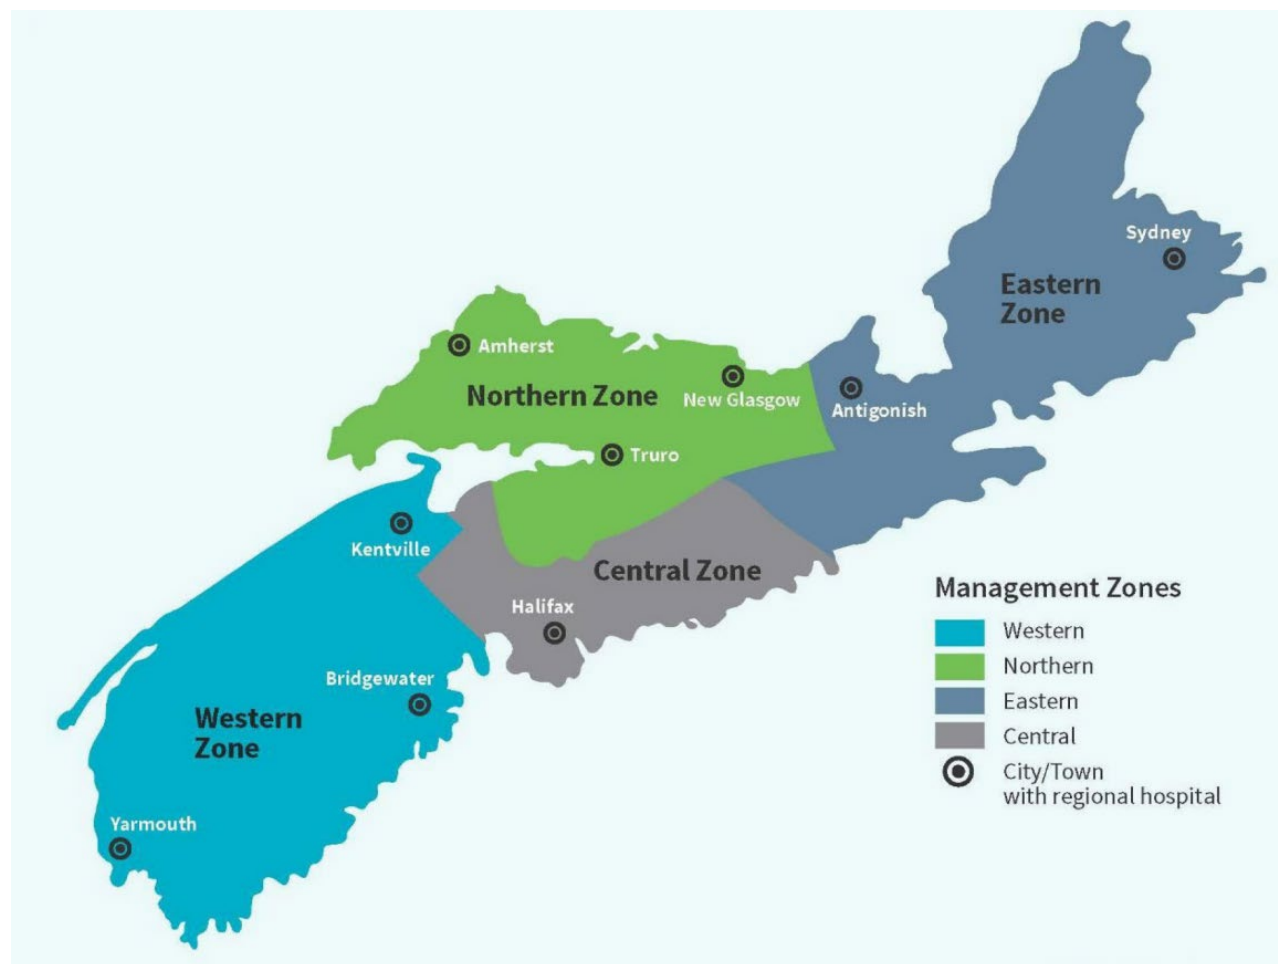 Sydney
Eastern
Zone
Amherst
Northern Zone
New Glasgow
Antigonish
Truro
Kentville
Central Zone
Halifax
Bridgewater
Western
Zone
Yarmouth
Management Zones
Western
Northern
Eastern
Central
City/Town
with regional hospital